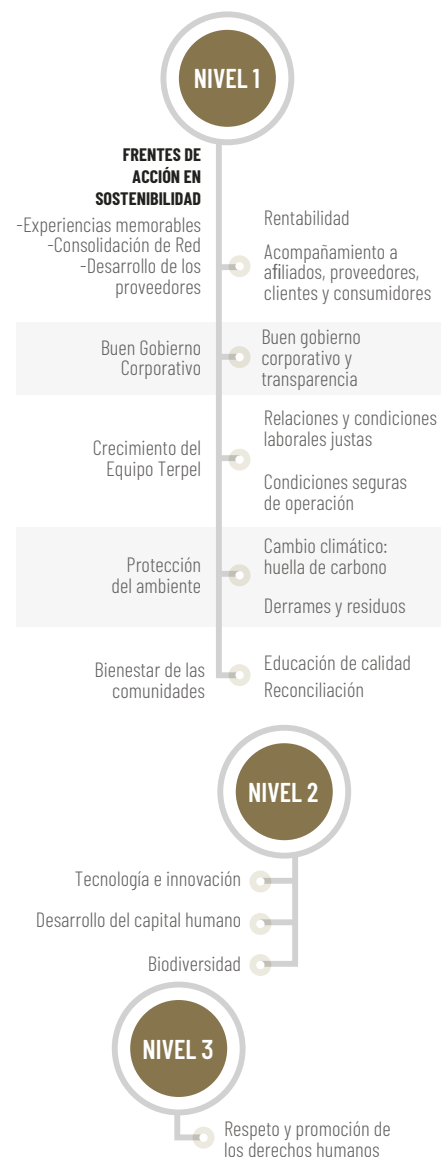 NIVEL 1
FRENTES DE
ACCIÓN EN
SOSTENIBILIDAD
-Experiencias memorables
-Consolidación de Red
-Desarrollo de los
proveedores
Rentabilidad
Acompañamiento a
afiliados, proveedores,
clientes y consumidores
Buen Gobierno
Corporativo
Buen gobierno
corporativo y
transparencia
Crecimiento del
Equipo Terpel
Relaciones y condiciones
laborales justas
Condiciones seguras
de operación
Protección
del ambiente
Cambio climático:
huella de carbono
Derrames y residuos
Bienestar de las
comunidades
Educación de calidad
Reconciliación
NIVEL 2
Tecnología e innovación
Desarrollo del capital humano
Biodiversidad
NIVEL 3
Respeto y promoción de
los derechos humanos